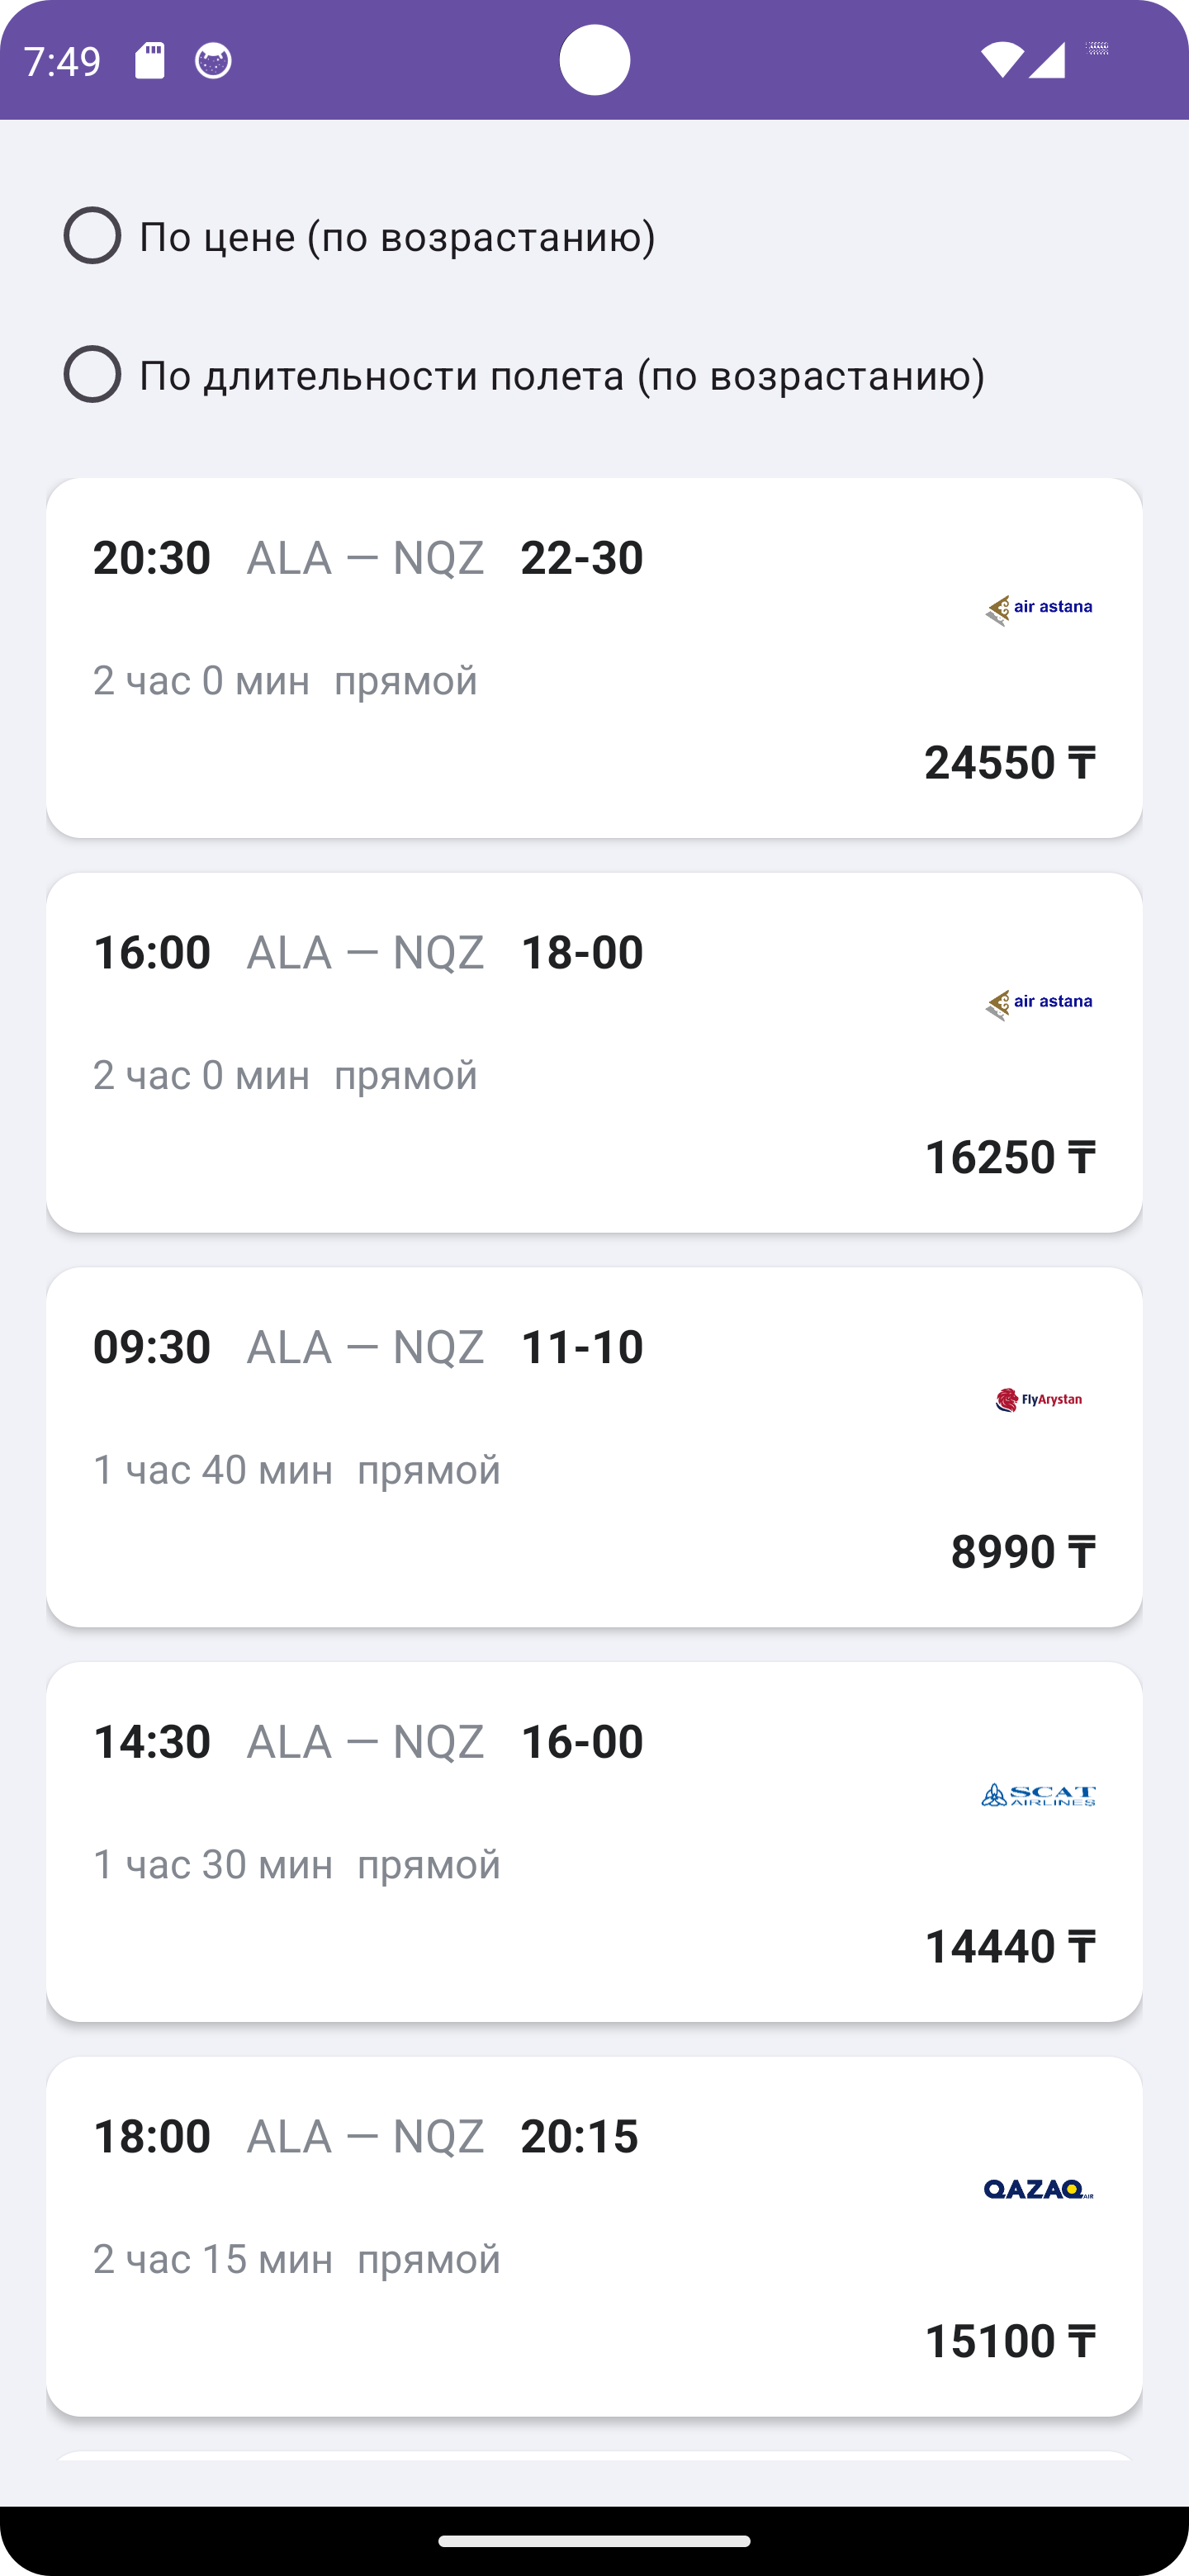 7:49
По цене (по возрастанию)
По длительности полета (по возрастанию)
20:30 ALA — NQZ 22-30
air astana
2 час 0 мин прямой
24550 ₸
16:00 ALA — NQZ 18-00
air astana
2 час 0 мин прямой
16250 ₸
09:30 ALA — NQZ 11-10
FlyArystan
1 час 40 мин прямой
8990 ₸
14:30 ALA — NQZ 16-00
SCAT
AIRLINES
1 час 30 мин прямой
14440 ₸
18:00 ALA — NQZ 20:15
QAZAQ AIR
2 час 15 мин прямой
15100 ₸